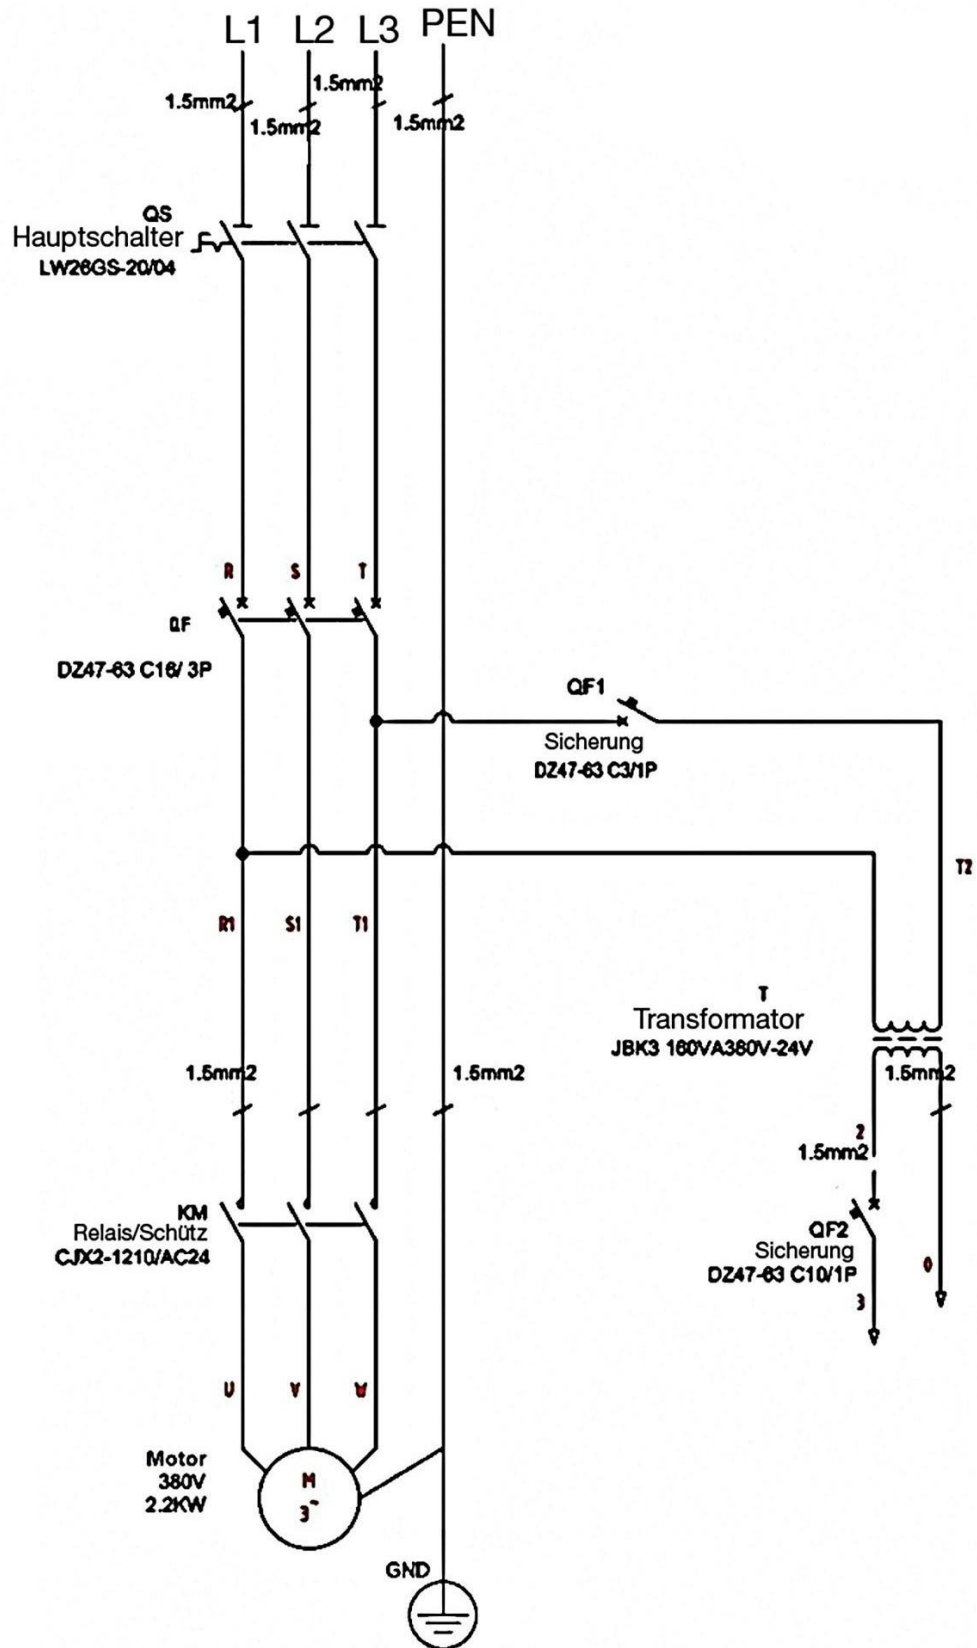 L1 L2 L3 PEN
1.5mm2
1.5mm2
1.5mm2
1.5mm2
QS
Hauptschalter
LW26GS-20/04
R S T
QF
DZ47-63 C16/ 3P
QF1
Sicherung
DZ47-63 C3/1P
T2
R1 S1 T1
T
Transformator
JBK3 160VA380V-24V
1.5mm2
1.5mm2
1.5mm2
2
1.5mm2
KM
Relais/Schütz
CJX2-1210/AC24
QF2
Sicherung
DZ47-63 C10/1P
0
3
U V W
Motor
380V
2.2KW
M
3~
GND